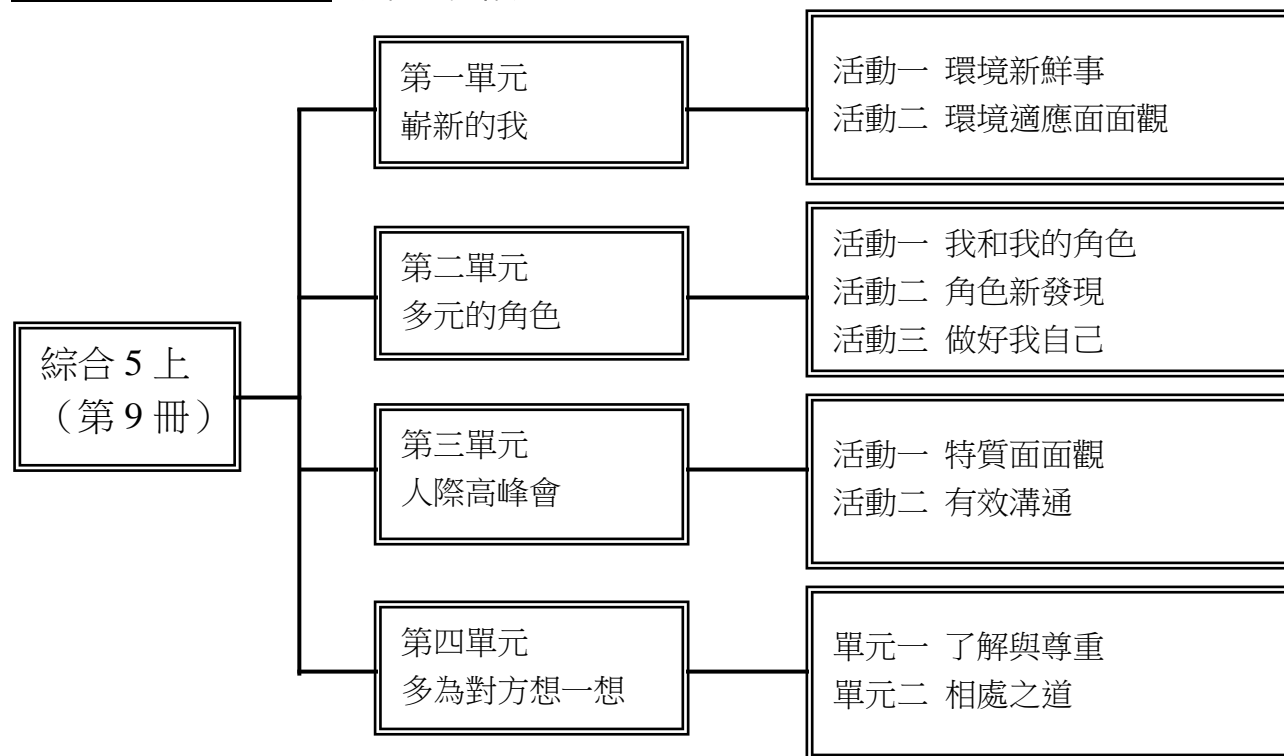 綜合 5 上
（第 9 冊）
第一單元
嶄新的我
活動一 環境新鮮事
活動二 環境適應面面觀
第二單元
多元的角色
活動一 我和我的角色
活動二 角色新發現
活動三 做好我自己
第三單元
人際高峰會
活動一 特質面面觀
活動二 有效溝通
第四單元
多為對方想一想
單元一 了解與尊重
單元二 相處之道